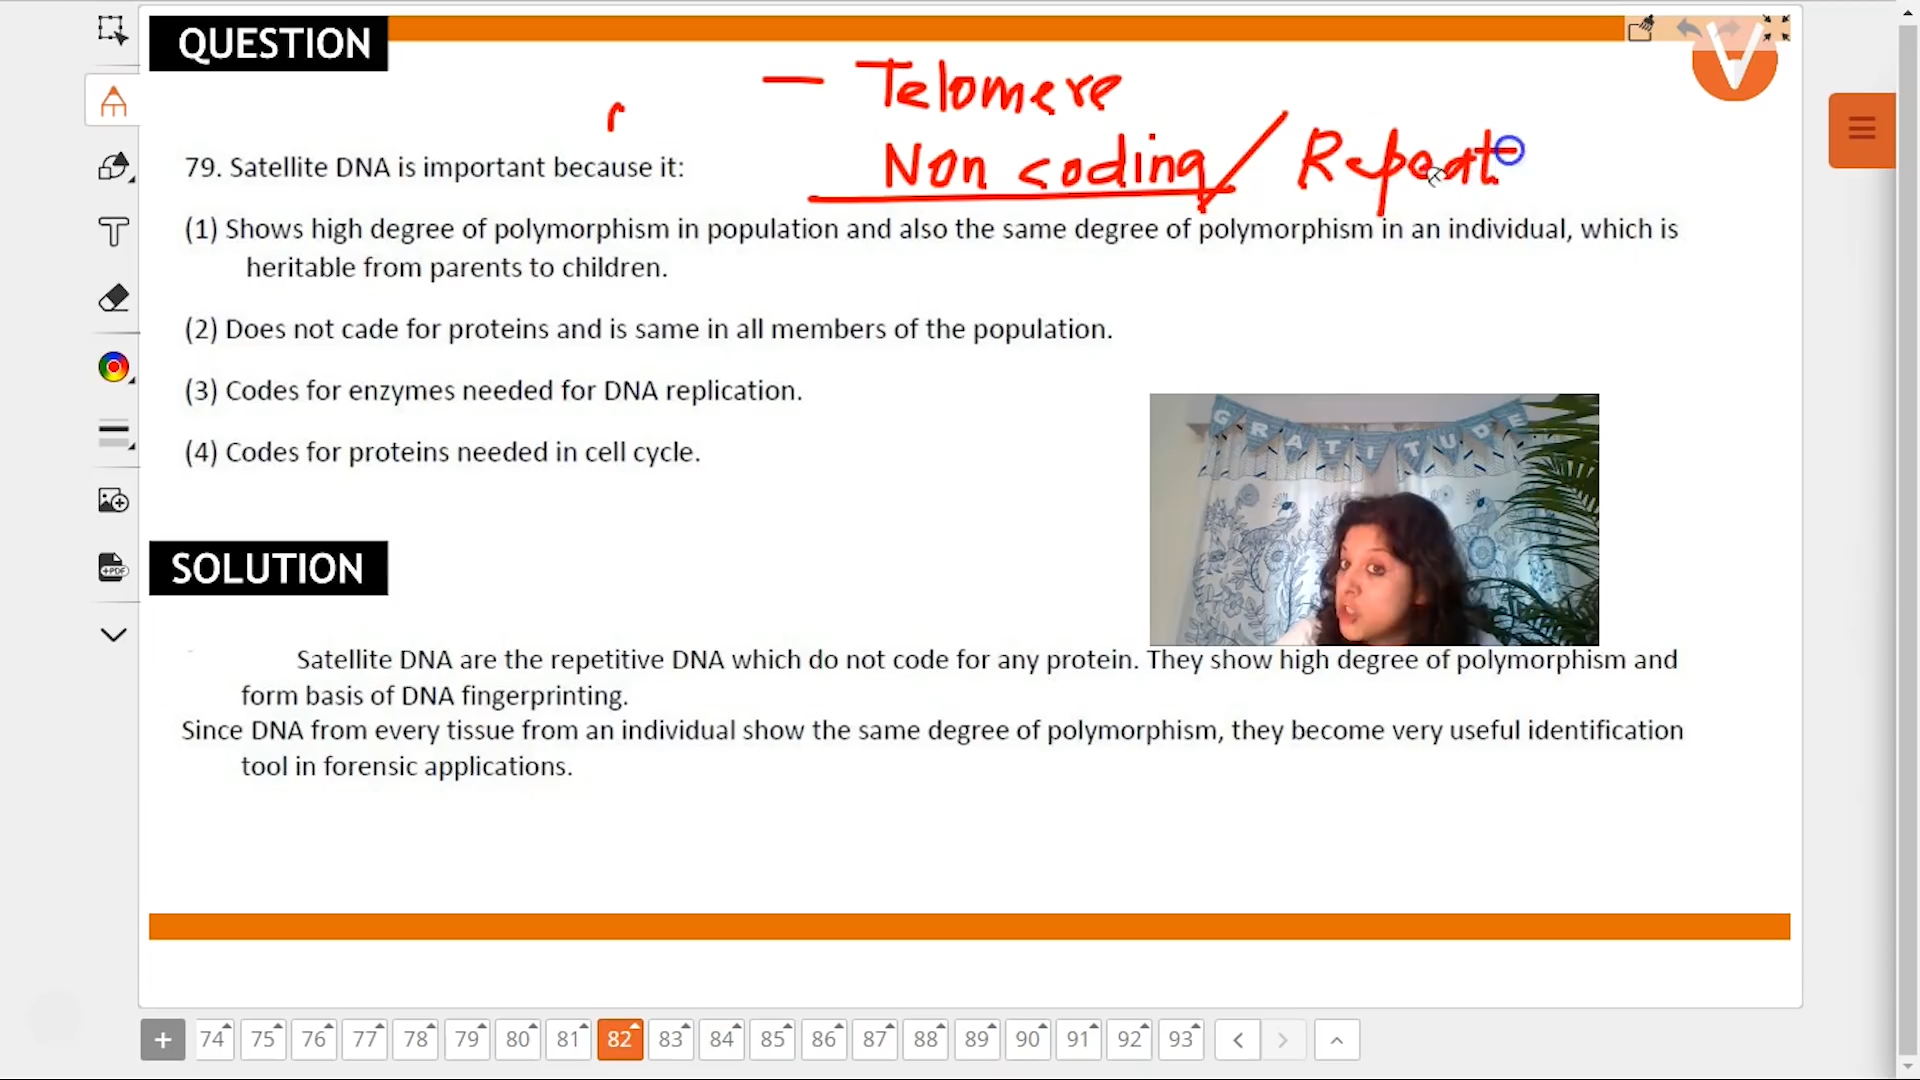 QUESTION
— Telomere
Non coding / Repeat
79. Satellite DNA is important because it:
(1) Shows high degree of polymorphism in population and also the same degree of polymorphism in an individual, which is
heritable from parents to children.
(2) Does not cade for proteins and is same in all members of the population.
(3) Codes for enzymes needed for DNA replication.
(4) Codes for proteins needed in cell cycle.
GRATITUDE
SOLUTION
Satellite DNA are the repetitive DNA which do not code for any protein. They show high degree of polymorphism and
form basis of DNA fingerprinting.
Since DNA from every tissue from an individual show the same degree of polymorphism, they become very useful identification
tool in forensic applications.
+PDF
+ 74 75 76 77 78 79 80 81 82 83 84 85 86 87 88 89 90 91 92 93